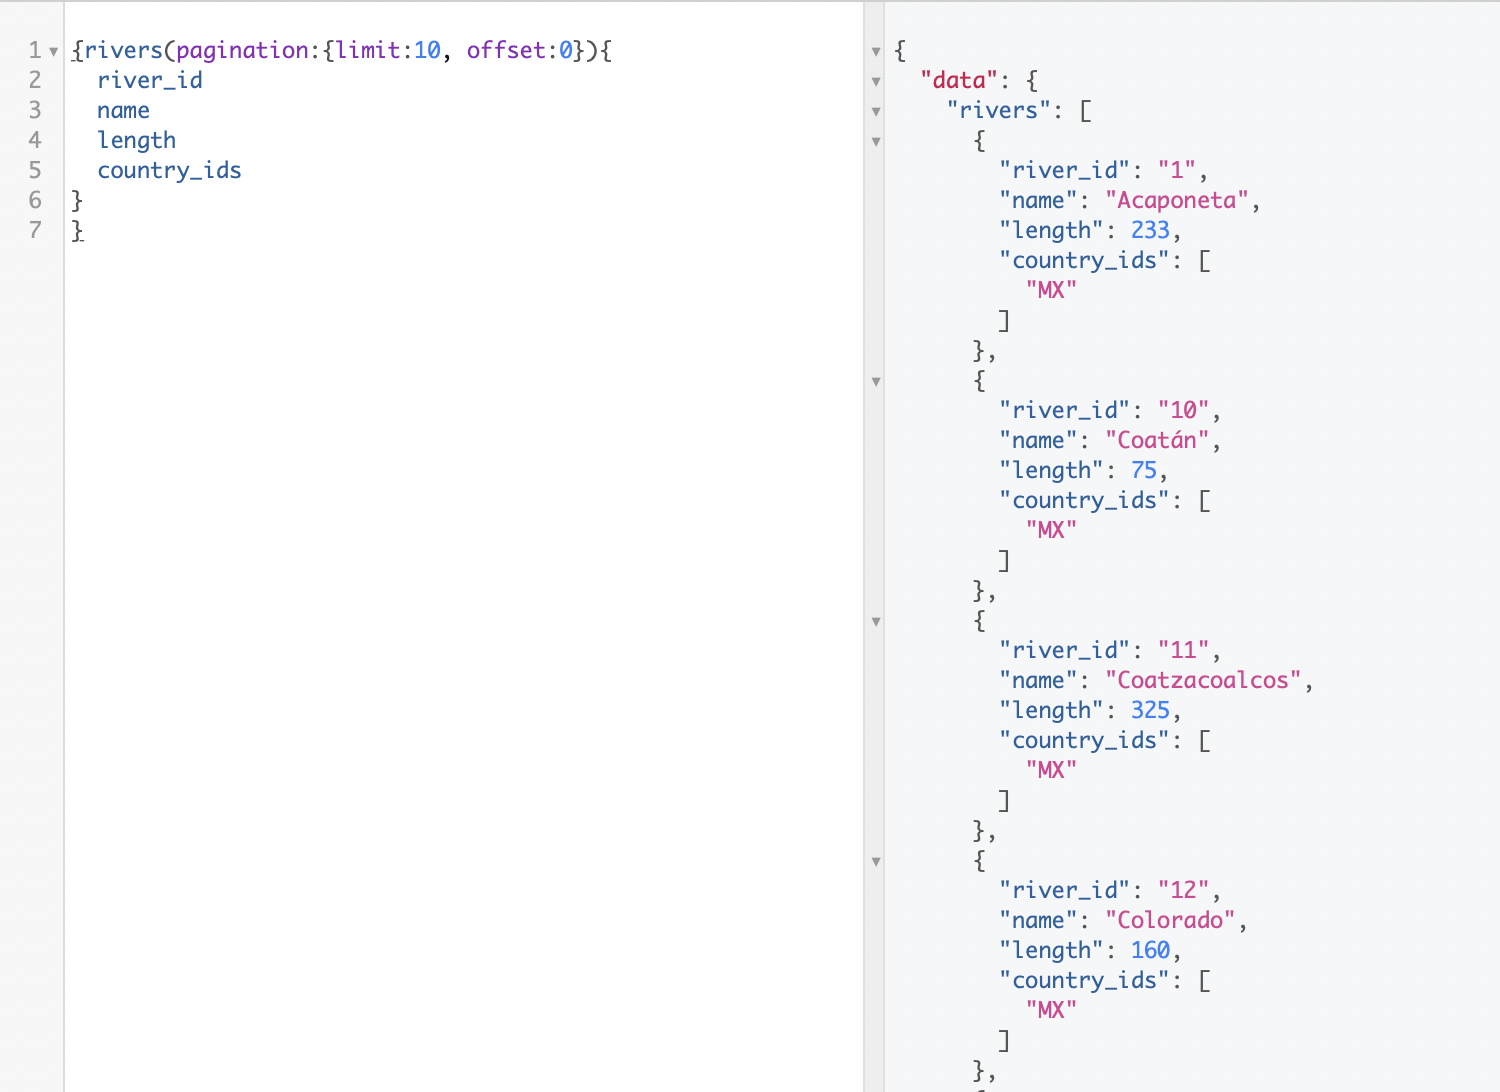 1 {rivers(pagination:{limit:10, offset:0}){
2 river_id
3 name
4 length
5 country_ids
6 }
7 }
{
"data": {
"rivers": [
{
"river_id": "1",
"name": "Acaponeta",
"length": 233,
"country_ids": [
"MX"
]
},
{
"river_id": "10",
"name": "Coatán",
"length": 75,
"country_ids": [
"MX"
]
},
{
"river_id": "11",
"name": "Coatzacoalcos",
"length": 325,
"country_ids": [
"MX"
]
},
{
"river_id": "12",
"name": "Colorado",
"length": 160,
"country_ids": [
"MX"
]
},